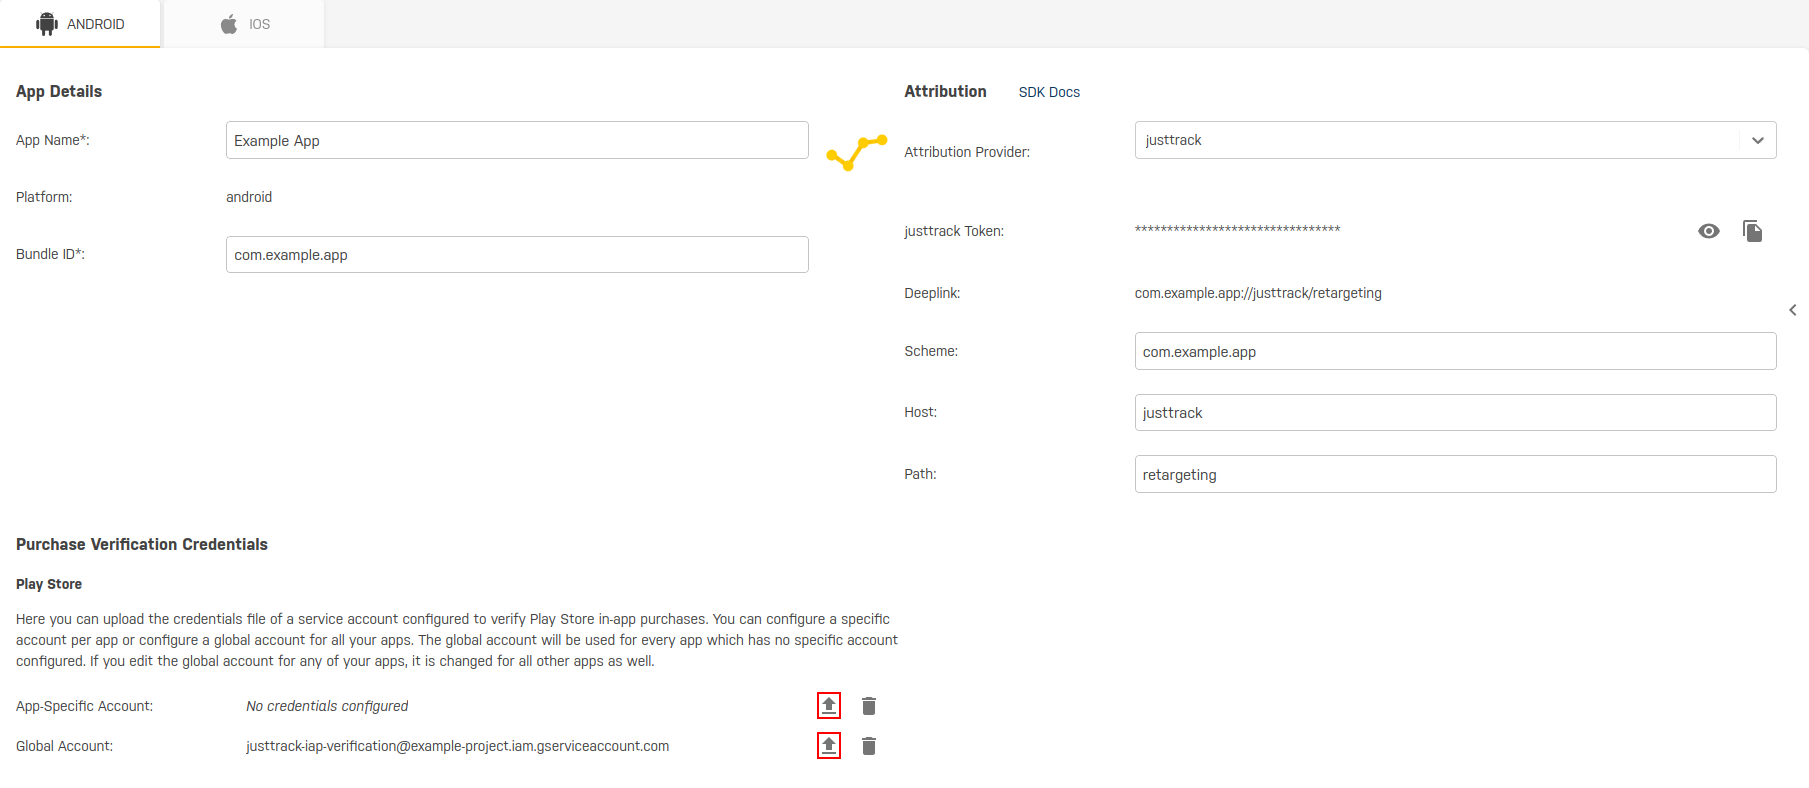 ANDROID
IOS
App Details
App Name*:
Example App
Platform:
android
Bundle ID*:
com.example.app
Attribution
SDK Docs
Attribution Provider:
justtrack
justtrack Token:
********************************
Deeplink:
com.example.app://justtrack/retargeting
Scheme:
com.example.app
Host:
justtrack
Path:
retargeting
Purchase Verification Credentials
Play Store
Here you can upload the credentials file of a service account configured to verify Play Store in-app purchases. You can configure a specific
account per app or configure a global account for all your apps. The global account will be used for every app which has no specific account
configured. If you edit the global account for any of your apps, it is changed for all other apps as well.
App-Specific Account:
No credentials configured
Global Account:
justtrack-iap-verification@example-project.iam.gserviceaccount.com